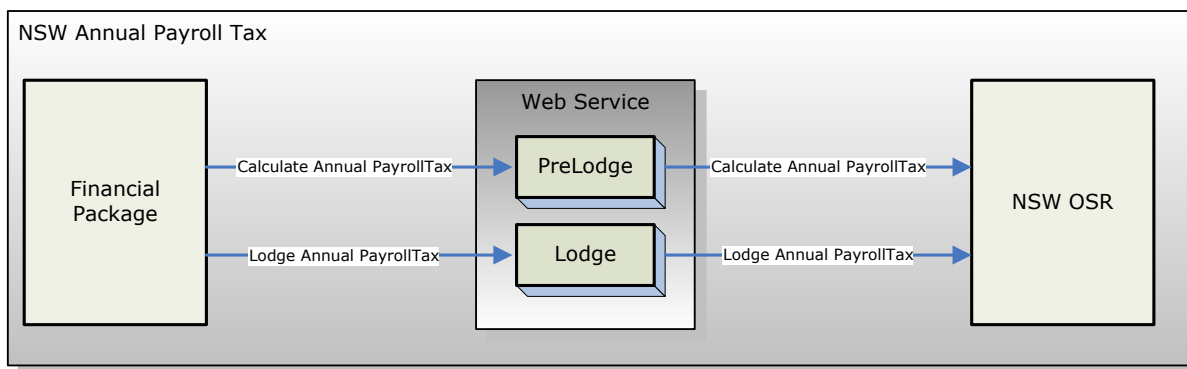 NSW Annual Payroll Tax
Web Service
Calculate Annual PayrollTax
PreLodge
Calculate Annual PayrollTax
Financial
Package
NSW OSR
Lodge Annual PayrollTax
Lodge
Lodge Annual PayrollTax